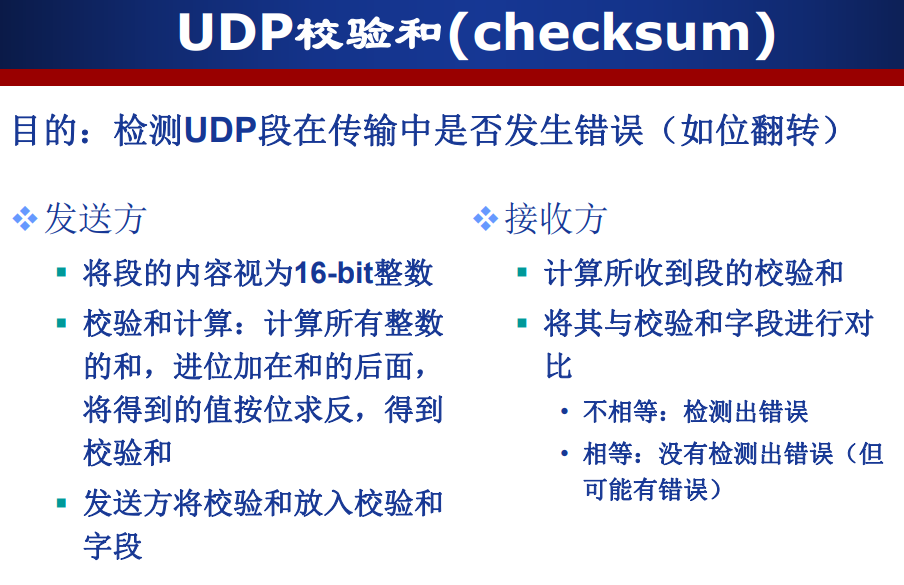 UDP校验和(checksum)
目的：检测UDP段在传输中是否发生错误（如位翻转）
发送方
将段的内容视为16-bit整数
校验和计算：计算所有整数
的和，进位加在和的后面，
将得到的值按位求反，得到
校验和
发送方将校验和放入校验和
字段
接收方
计算所收到段的校验和
将其与校验和字段进行对
比
不相等：检测出错误
相等：没有检测出错误（但
可能有错误）